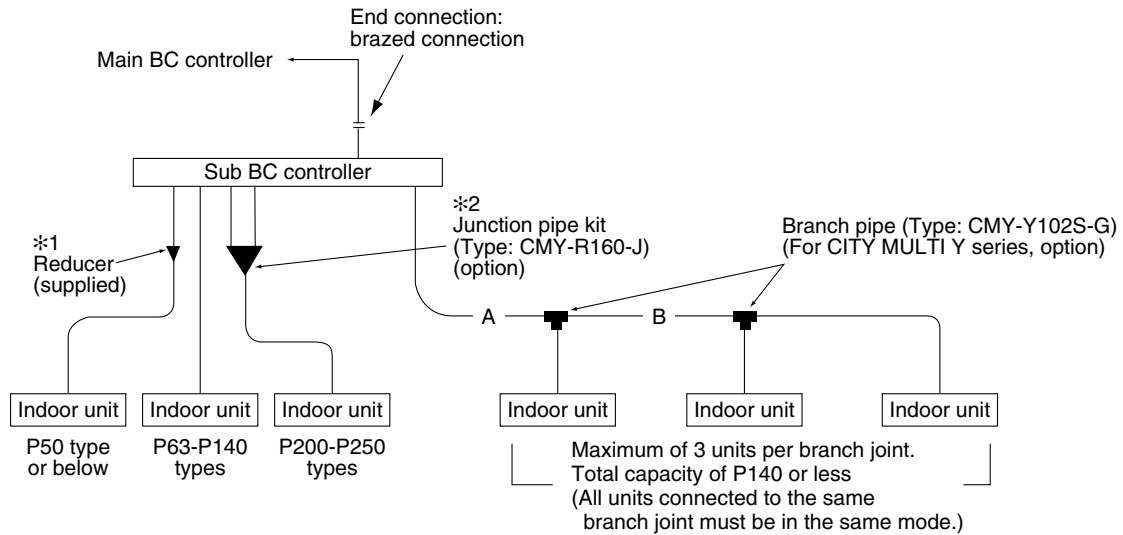 End connection:
brazed connection
Main BC controller
Sub BC controller
✻1
Reducer
(supplied)
✻2
Junction pipe kit
(Type: CMY-R160-J)
(option)
Branch pipe (Type: CMY-Y102S-G)
(For CITY MULTI Y series, option)
A
B
Indoor unit
Indoor unit
Indoor unit
Indoor unit
Indoor unit
Indoor unit
P50 type
or below
P63-P140
types
P200-P250
types
Maximum of 3 units per branch joint.
Total capacity of P140 or less
(All units connected to the same
branch joint must be in the same mode.)